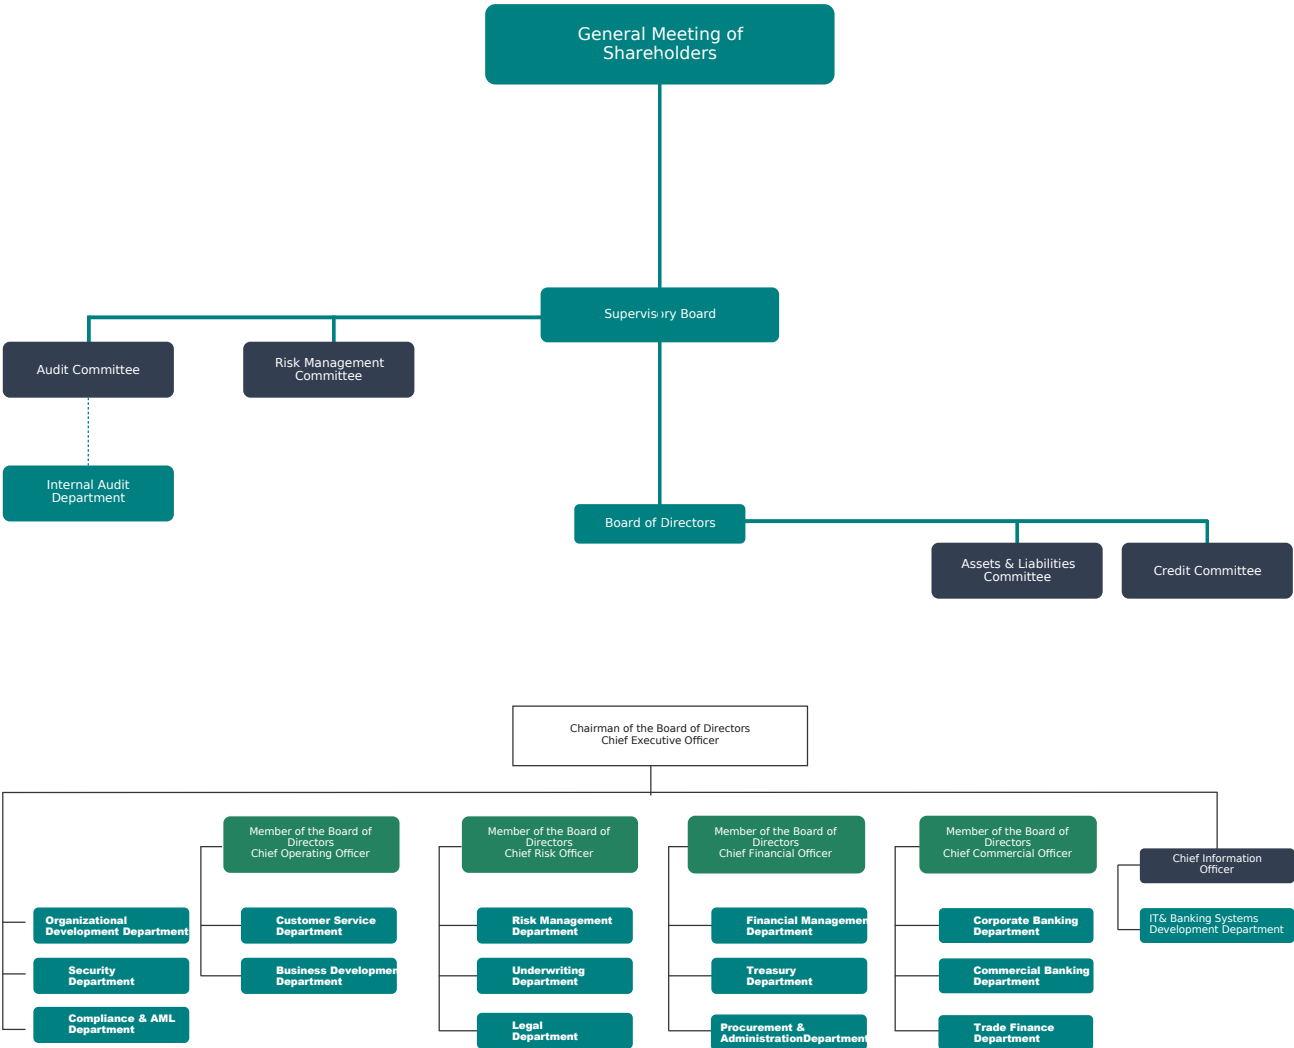 General Meeting of
Shareholders
Supervisory Board
Audit Committee
Risk Management
Committee
Internal Audit
Department
Board of Directors
Assets & Liabilities
Committee
Credit Committee
Chairman of the Board of Directors
Chief Executive Officer
Member of the Board of
Directors
Chief Operating Officer
Member of the Board of
Directors
Chief Risk Officer
Member of the Board of
Directors
Chief Financial Officer
Member of the Board of
Directors
Chief Commercial Officer
Chief Information
Officer
Organizational
Development Department
Customer Service
Department
Risk Management
Department
Financial Managemen
Department
Corporate Banking
Department
IT& Banking Systems
Development Department
Security
Department
Business Developmen
Department
Underwriting
Department
Treasury
Department
Commercial Banking
Department
Compliance & AML
Department
Legal
Department
Procurement &
AdministrationDepartment
Trade Finance
Department